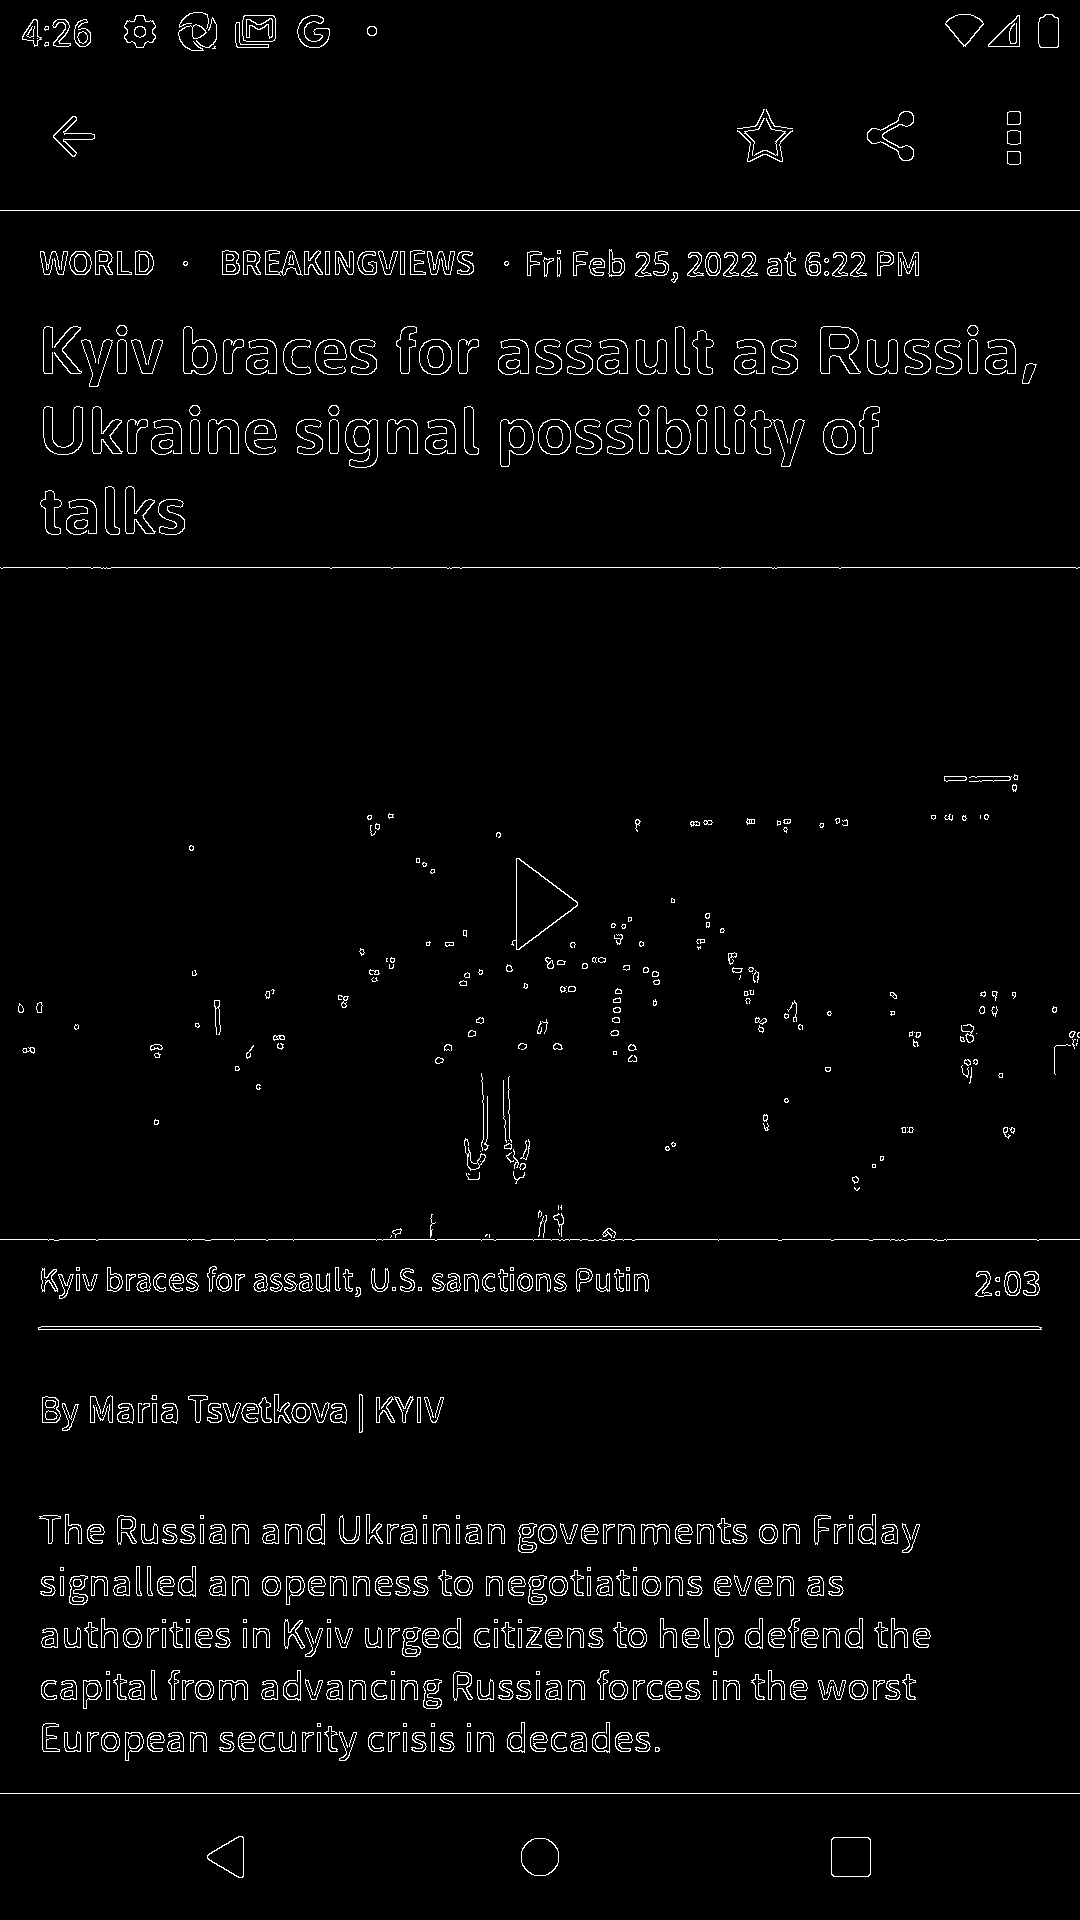 4:26
WORLD · BREAKINGVIEWS · Fri Feb 25, 2022 at 6:22 PM
Kyiv braces for assault as Russia,
Ukraine signal possibility of
talks
Kyiv braces for assault, U.S. sanctions Putin 2:03
By Maria Tsvetkova | KYIV
The Russian and Ukrainian governments on Friday
signalled an openness to negotiations even as
authorities in Kyiv urged citizens to help defend the
capital from advancing Russian forces in the worst
European security crisis in decades.